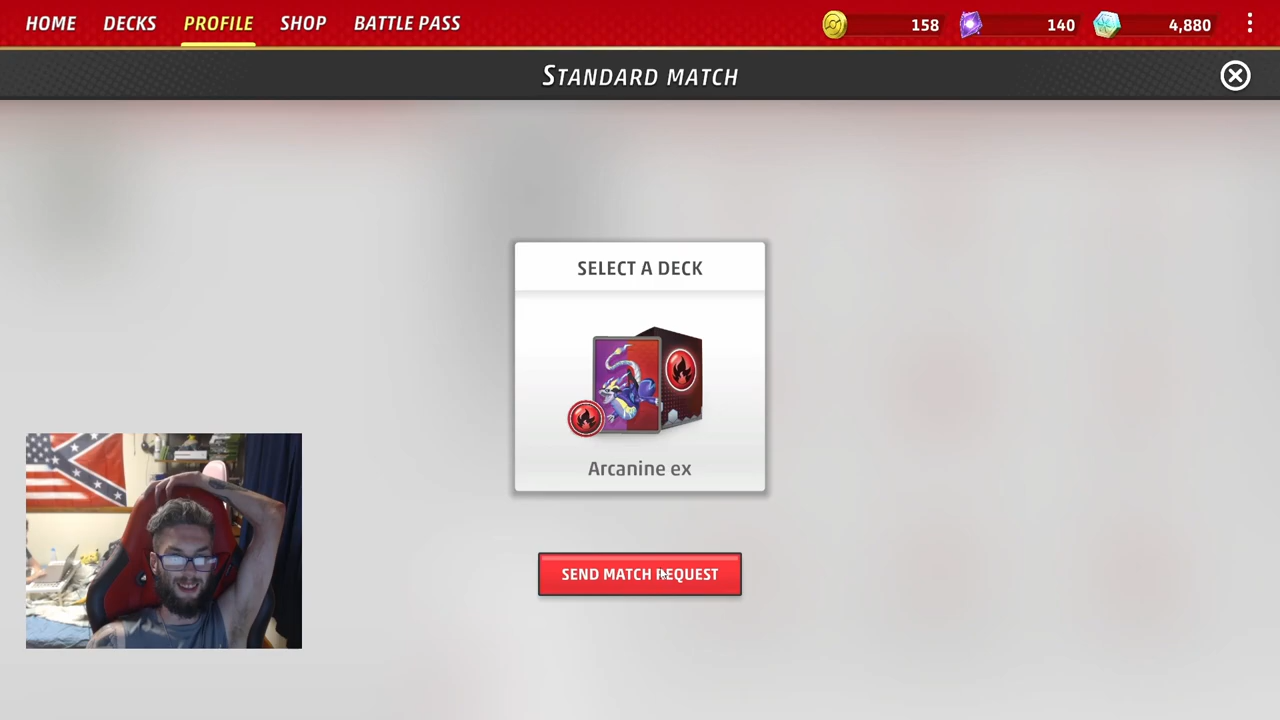 HOME DECKS PROFILE SHOP BATTLE PASS 158 140 4,880
STANDARD MATCH
SELECT A DECK
Arcanine ex
SEND MATCH REQUEST